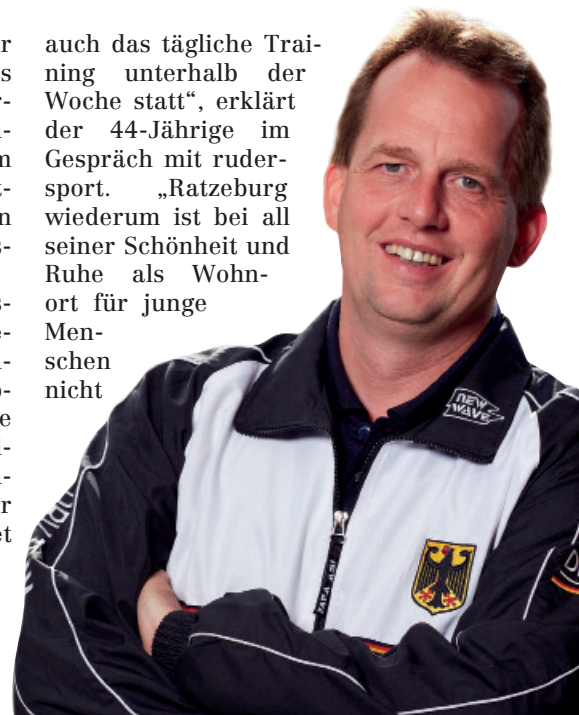 auch das tägliche Trai-
ning unterhalb der
Woche statt“, erklärt
der 44-Jährige im
Gespräch mit ruder-
sport. „Ratzeburg
wiederum ist bei all
seiner Schönheit und
Ruhe als Wohn-
ort für junge
Men-
schen
nicht
new
wave